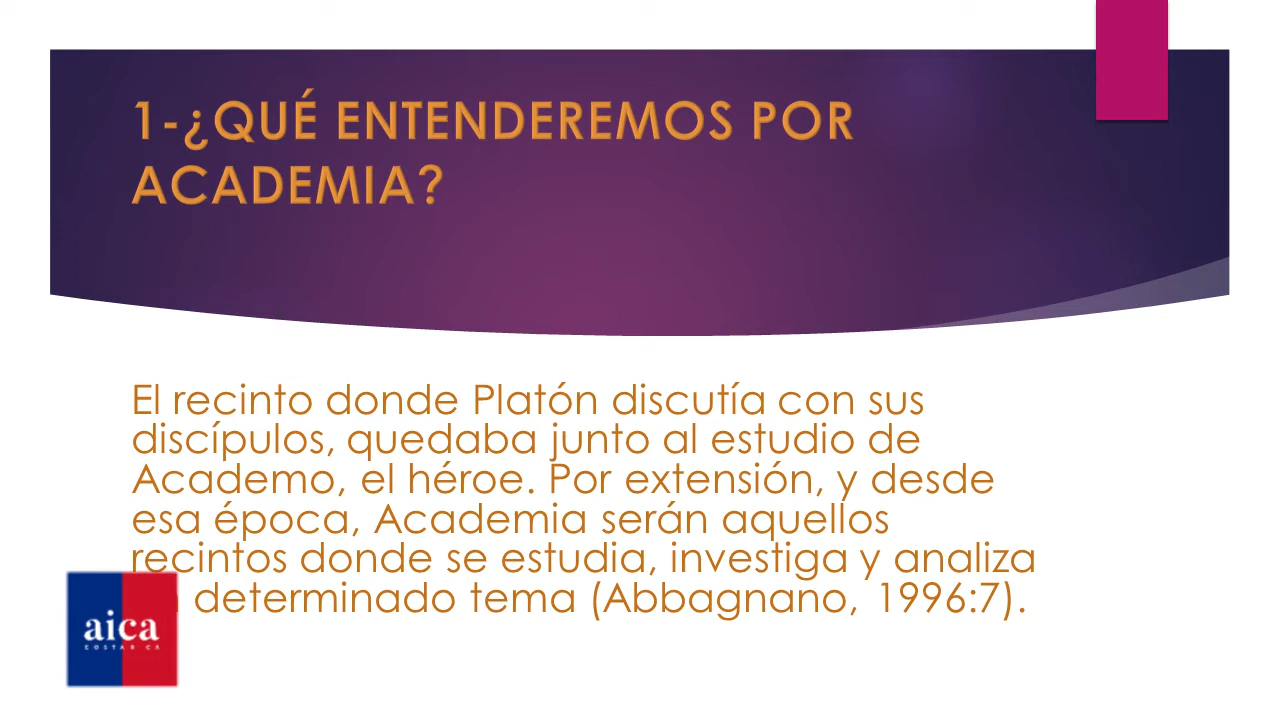 1-¿QUÉ ENTENDEREMOS POR
ACADEMIA?
El recinto donde Platón discutía con sus
discípulos, quedaba junto al estudio de
Academo, el héroe. Por extensión, y desde
esa época, Academia serán aquellos
recintos donde se estudia, investiga y analiza
determinado tema (Abbagnano, 1996:7).
aica